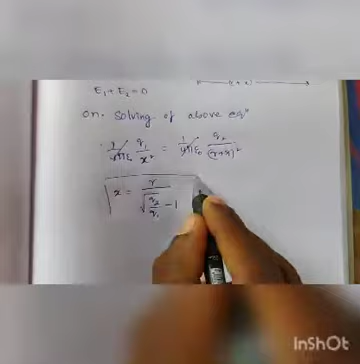 E₁ + E₂ = 0
(r + x)
On solving of above eqⁿ
1/4πε₀ q₁/x² = 1/4πε₀ q₂/(r+x)²
x = r/√(q₂/q₁) - 1
InShOt